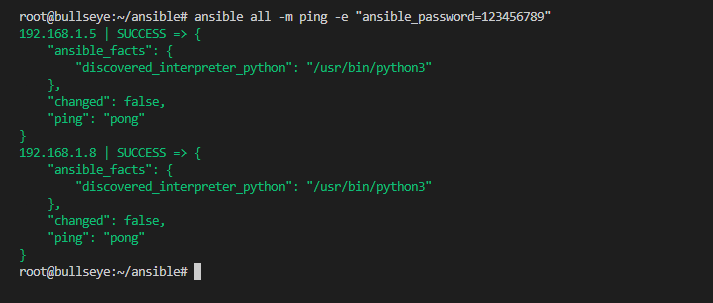 root@bullseye:~/ansible# ansible all -m ping -e "ansible_password=123456789"
192.168.1.5 | SUCCESS => {
    "ansible_facts": {
        "discovered_interpreter_python": "/usr/bin/python3"
    },
    "changed": false,
    "ping": "pong"
}
192.168.1.8 | SUCCESS => {
    "ansible_facts": {
        "discovered_interpreter_python": "/usr/bin/python3"
    },
    "changed": false,
    "ping": "pong"
}
root@bullseye:~/ansible#